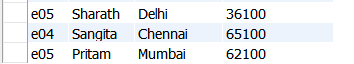 e05 Sharath Delhi 36100
e04 Sangita Chennai 65100
e05 Pritam Mumbai 62100